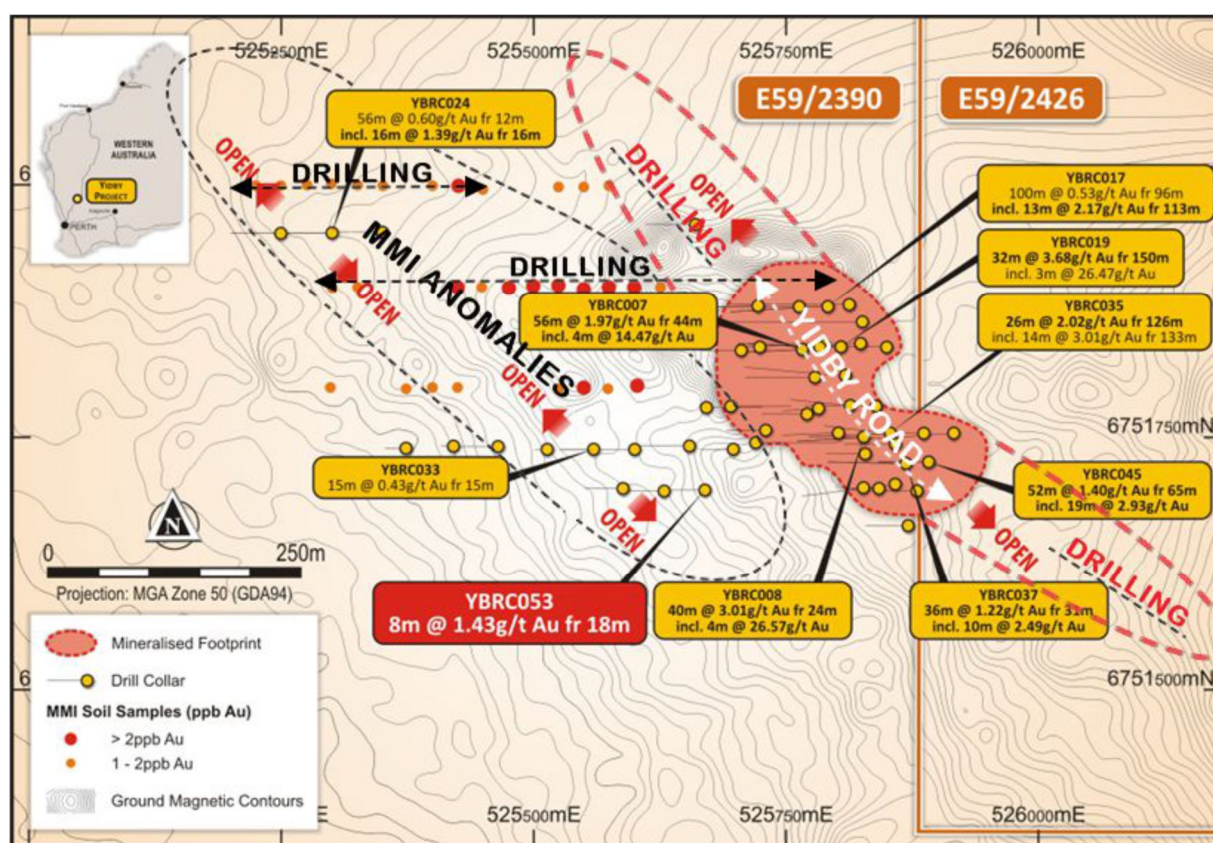 525250mE
525500mE
525750mE
526000mE
WESTERN
AUSTRALIA
YIDBY
PROJECT
PERTH
YBRC024
56m @ 0.60g/t Au fr 12m
incl. 16m @ 1.39g/t Au fr 16m
E59/2390
E59/2426
OPEN
DRILLING
DRILLING
OPEN
YBRC017
100m @ 0.53g/t Au fr 96m
incl. 13m @ 2.17g/t Au fr 113m
YBRC019
32m @ 3.68g/t Au fr 150m
incl. 3m @ 26.47g/t Au
MMI ANOMALIES
DRILLING
OPEN
YBRC007
56m @ 1.97g/t Au fr 44m
incl. 4m @ 14.47g/t Au
YIDBY ROAD
YBRC035
26m @ 2.02g/t Au fr 126m
incl. 14m @ 3.01g/t Au fr 133m
OPEN
6751750mN
YBRC033
15m @ 0.43g/t Au fr 15m
YBRC045
52m @ 1.40g/t Au fr 65m
incl. 19m @ 2.93g/t Au
N
OPEN
OPEN
DRILLING
0
250m
Projection: MGA Zone 50 (GDA94)
YBRC053
8m @ 1.43g/t Au fr 18m
YBRC008
40m @ 3.01g/t Au fr 24m
incl. 4m @ 26.57g/t Au
YBRC037
36m @ 1.22g/t Au fr 31m
incl. 10m @ 2.49g/t Au
Mineralised Footprint
Drill Collar
MMI Soil Samples (ppb Au)
> 2ppb Au
1 - 2ppb Au
Ground Magnetic Contours
6751500mN
525500mE
525750mE
526000mE